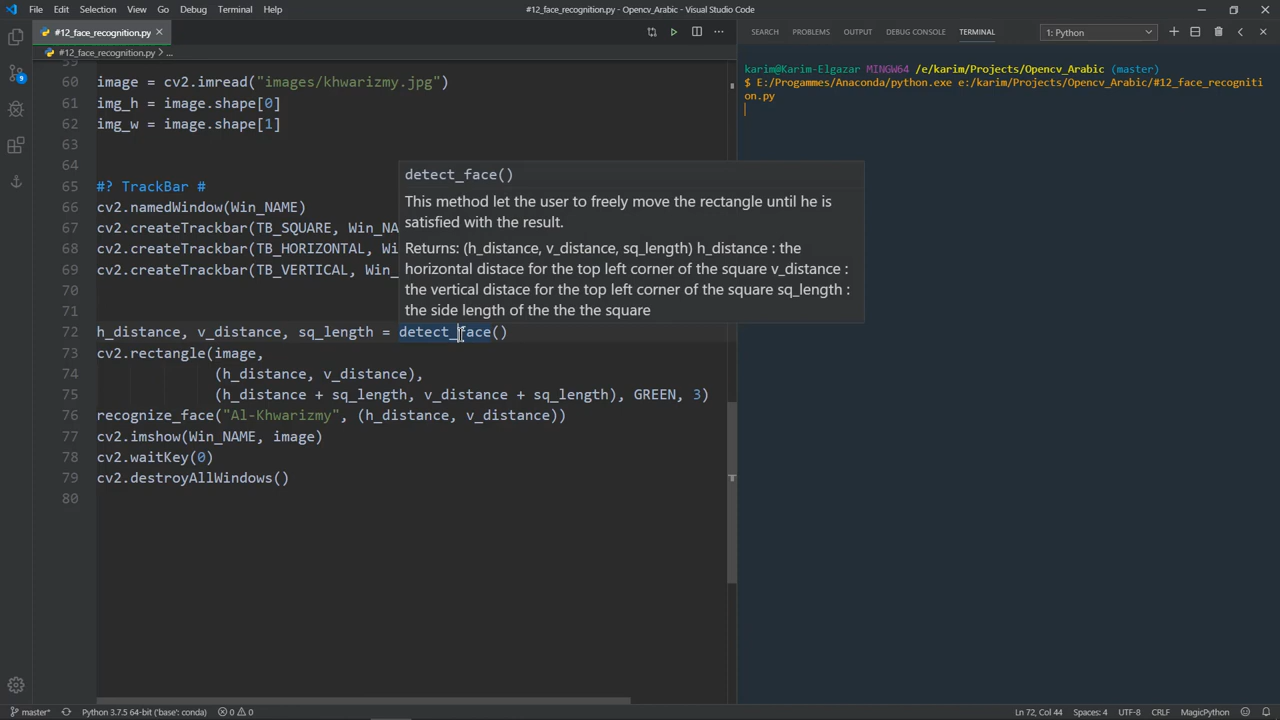 File Edit Selection View Go Debug Terminal Help
#12_face_recognition.py - Opencv_Arabic - Visual Studio Code
#12_face_recognition.py
SEARCH PROBLEMS OUTPUT DEBUG CONSOLE TERMINAL
1: Python
#12_face_recognition.py > ...
59
60 image = cv2.imread("images/khwarizmy.jpg")
61 img_h = image.shape[0]
62 img_w = image.shape[1]
63
64
65 #? TrackBar #
66 cv2.namedWindow(Win_NAME)
67 cv2.createTrackbar(TB_SQUARE, Win_NA
68 cv2.createTrackbar(TB_HORIZONTAL, Wi
69 cv2.createTrackbar(TB_VERTICAL, Win_
70
71
detect_face()
This method let the user to freely move the rectangle until he is
satisfied with the result.
Returns: (h_distance, v_distance, sq_length) h_distance : the
horizontal distace for the top left corner of the square v_distance :
the vertical distace for the top left corner of the square sq_length :
the side length of the the the square
72 h_distance, v_distance, sq_length = detect_face()
73 cv2.rectangle(image,
74 (h_distance, v_distance),
75 (h_distance + sq_length, v_distance + sq_length), GREEN, 3)
76 recognize_face("Al-Khwarizmy", (h_distance, v_distance))
77 cv2.imshow(Win_NAME, image)
78 cv2.waitKey(0)
79 cv2.destroyAllWindows()
80
karim@Karim-Elgazar MINGW64 /e/karim/Projects/Opencv_Arabic (master)
$ E:/Progammes/Anaconda/python.exe e:/karim/Projects/Opencv_Arabic/#12_face_recogniti
on.py
9
master* Python 3.7.5 64-bit ('base': conda) 0 0
Ln 72, Col 44 Spaces: 4 UTF-8 CRLF MagicPython